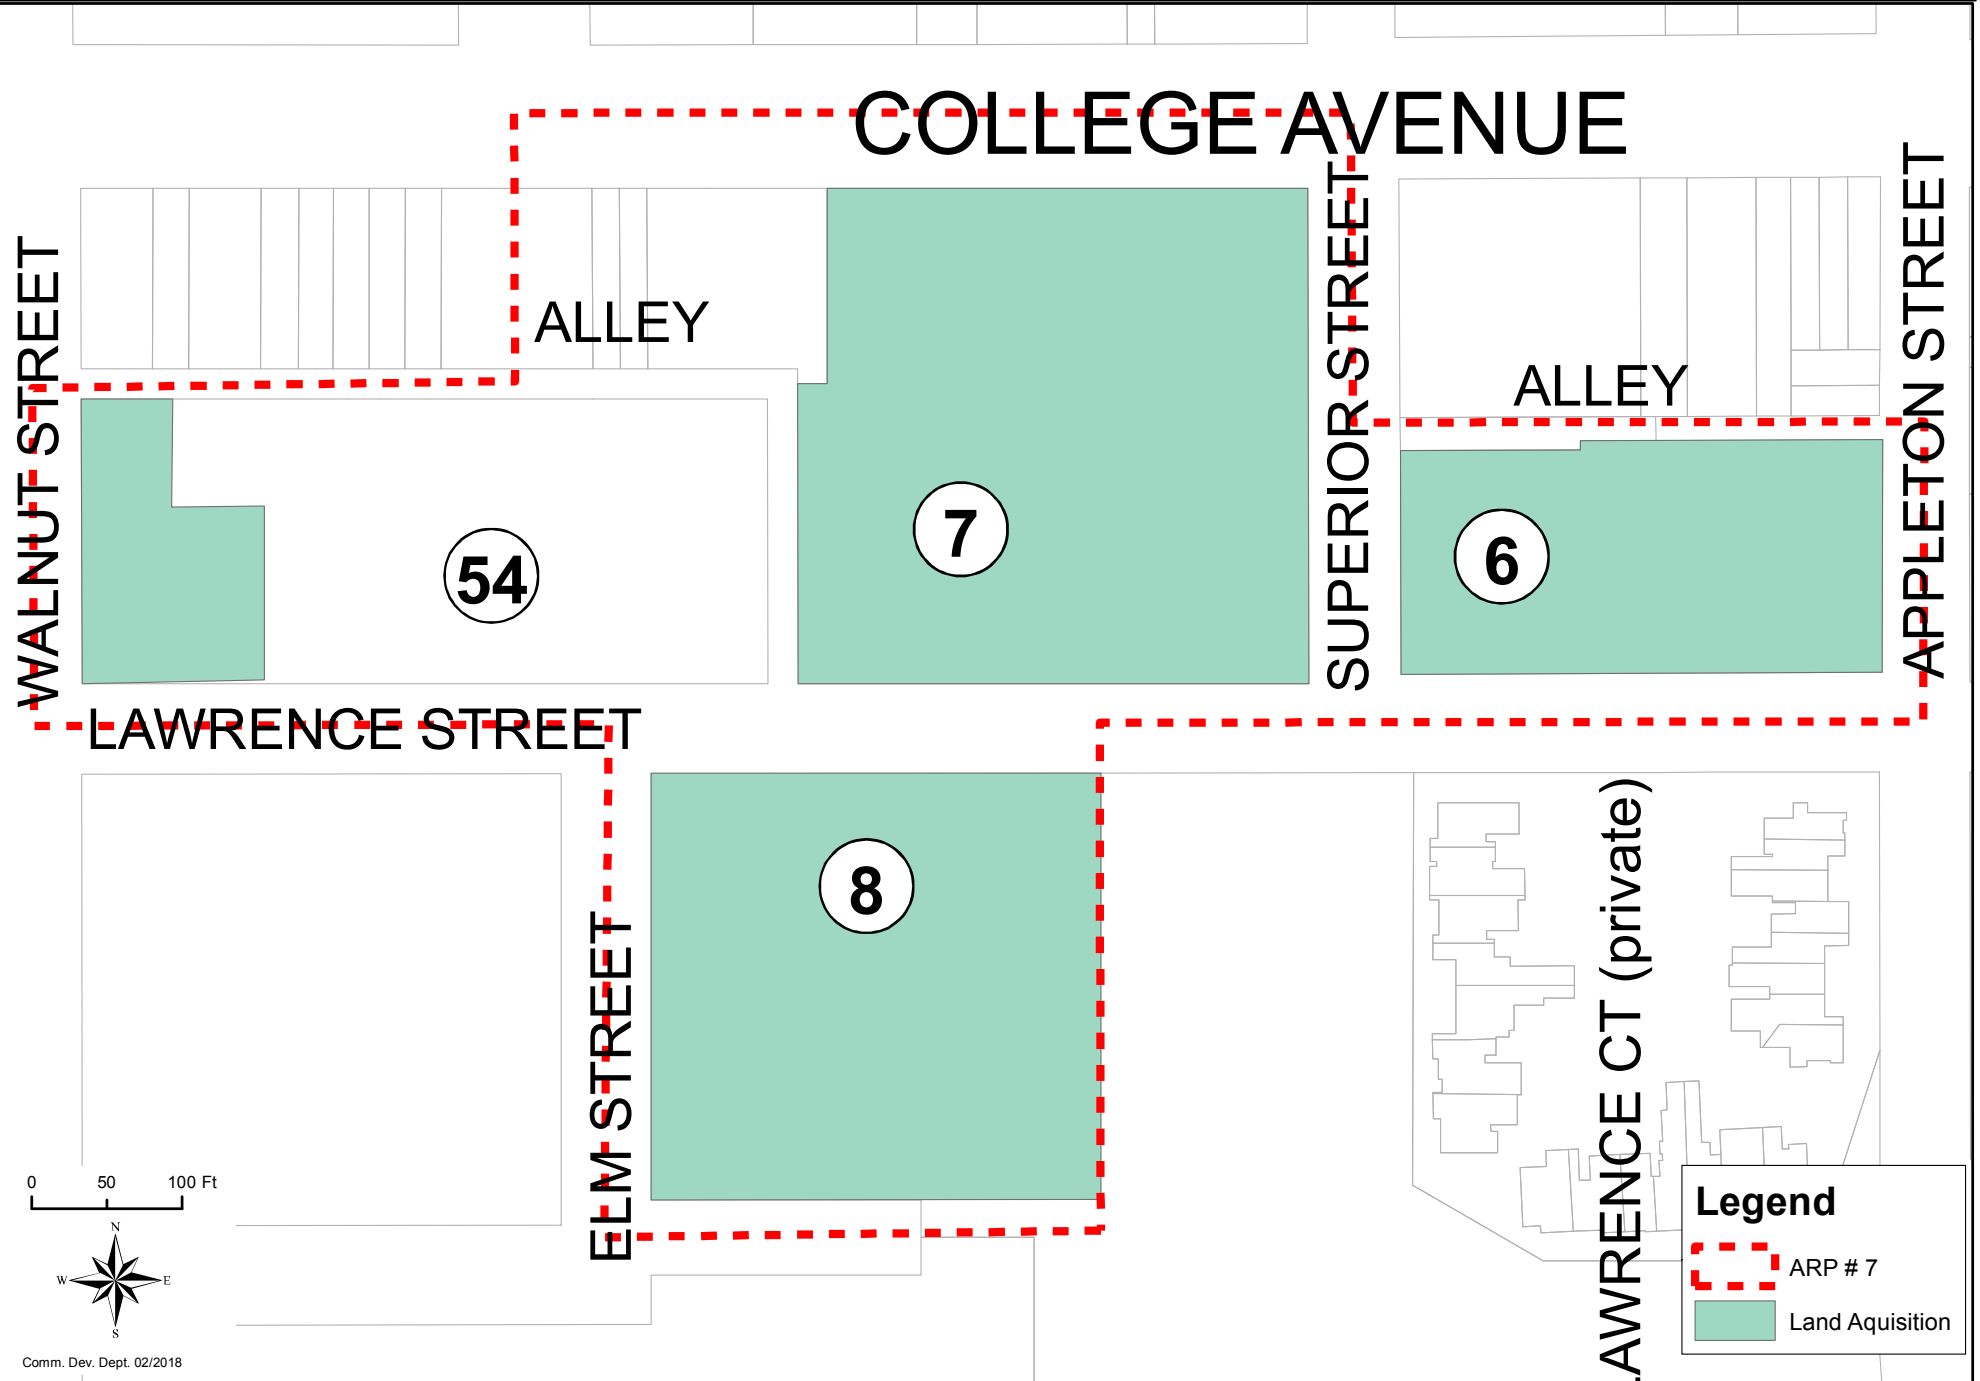 COLLEGE AVENUE
WALNUT STREET
ALLEY
SUPERIOR STREET
ALLEY
APPLETON STREET
54
7
6
LAWRENCE STREET
8
ELM STREET
AWRENCE CT (private)
0 50 100 Ft
N
W E
S
Comm. Dev. Dept. 02/2018
Legend
ARP # 7
Land Aquisition